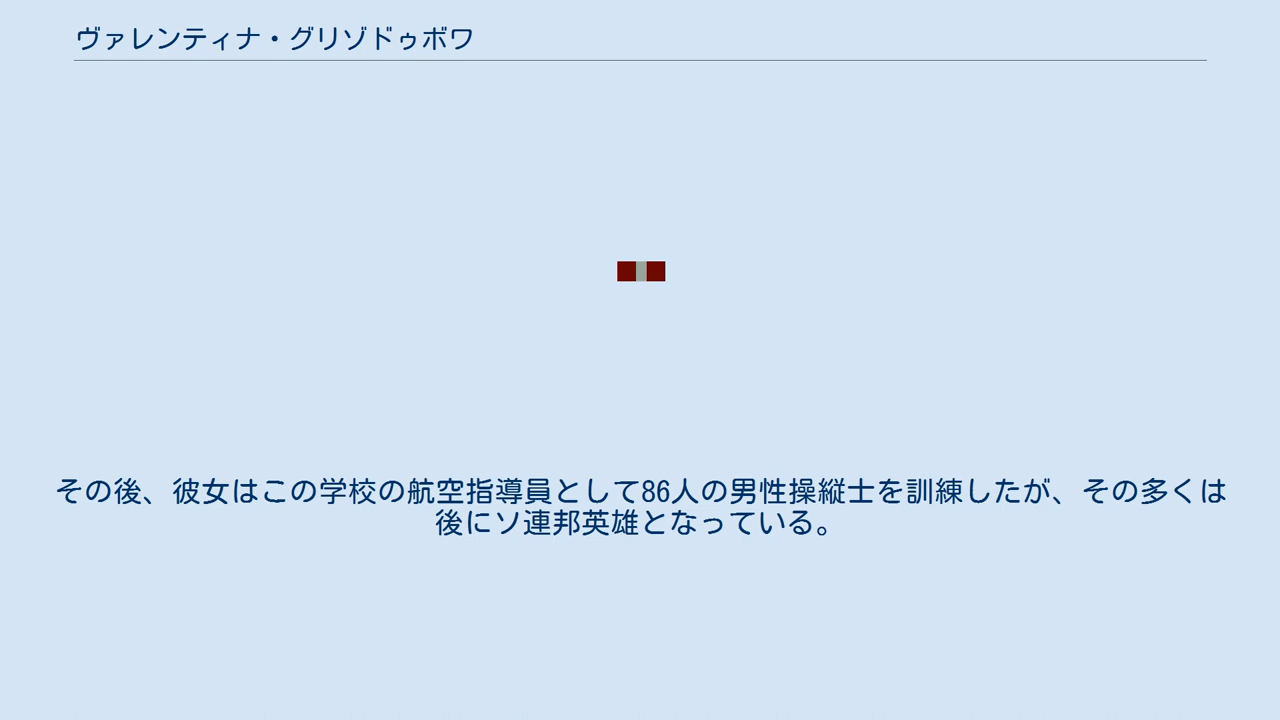 ヴァレンティナ・グリゾドゥボワ
その後、彼女はこの学校の航空指導員として86人の男性操縦士を訓練したが、その多くは
後にソ連邦英雄となっている。